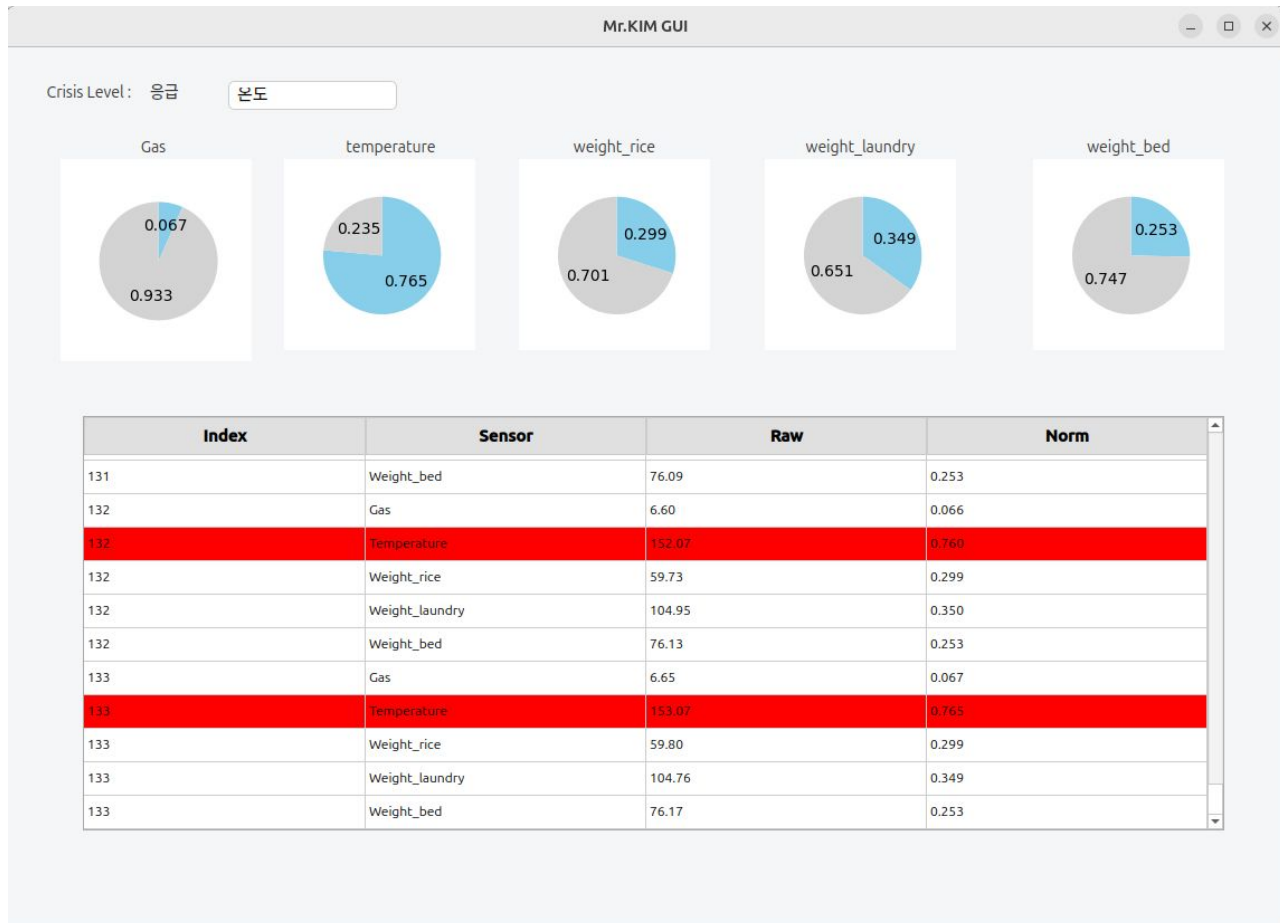 Mr.KIM GUI
Crisis Level : 응급 온도
Gas temperature weight_rice weight_laundry weight_bed
0.067 0.933
0.235 0.765
0.299 0.701
0.349 0.651
0.253 0.747
Index Sensor Raw Norm
131 Weight_bed 76.09 0.253
132 Gas 6.60 0.066
132 Temperature 152.07 0.760
132 Weight_rice 59.73 0.299
132 Weight_laundry 104.95 0.350
132 Weight_bed 76.13 0.253
133 Gas 6.65 0.067
133 Temperature 153.07 0.765
133 Weight_rice 59.80 0.299
133 Weight_laundry 104.76 0.349
133 Weight_bed 76.17 0.253